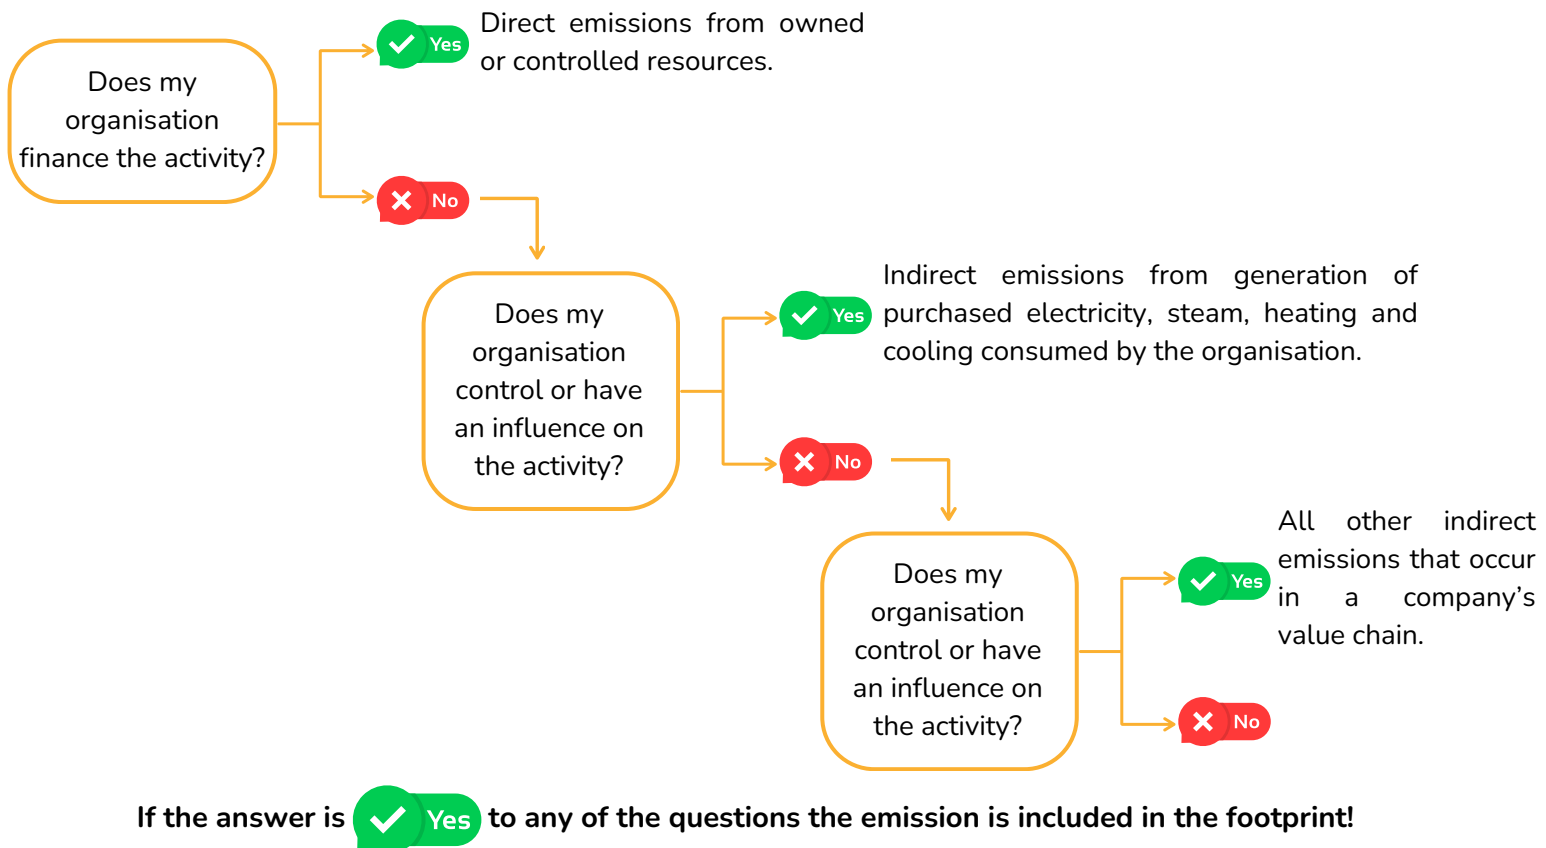 Does my
organisation
finance the activity?
Yes
Direct emissions from owned
or controlled resources.
No
Does my
organisation
control or have
an influence on
the activity?
Yes
Indirect emissions from generation of
purchased electricity, steam, heating and
cooling consumed by the organisation.
No
Does my
organisation
control or have
an influence on
the activity?
Yes
All other indirect
emissions that occur
in a company’s
value chain.
No
If the answer is Yes to any of the questions the emission is included in the footprint!